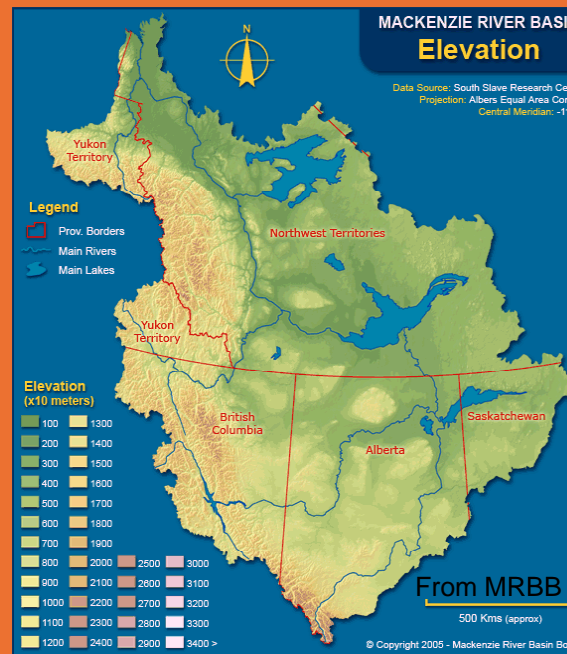 MACKENZIE RIVER BASI
Elevation
Data Source: South Slave Research Ce
Projection: Albers Equal Area Con
Central Meridian: -1
N
Yukon
Territory
Legend
Prov. Borders
Main Rivers
Main Lakes
Northwest Territories
Yukon
Territory
British
Columbia
Alberta
Saskatchewan
Elevation
(x10 meters)
100 1300
200 1400
300 1500
400 1600
500 1700
600 1800
700 1900
800 2000 2500 3000
900 2100 2600 3100
1000 2200 2700 3200
1100 2300 2800 3300
1200 2400 2900 3400 >
From MRBB
500 Kms (approx)
© Copyright 2005 - Mackenzie River Basin Bo